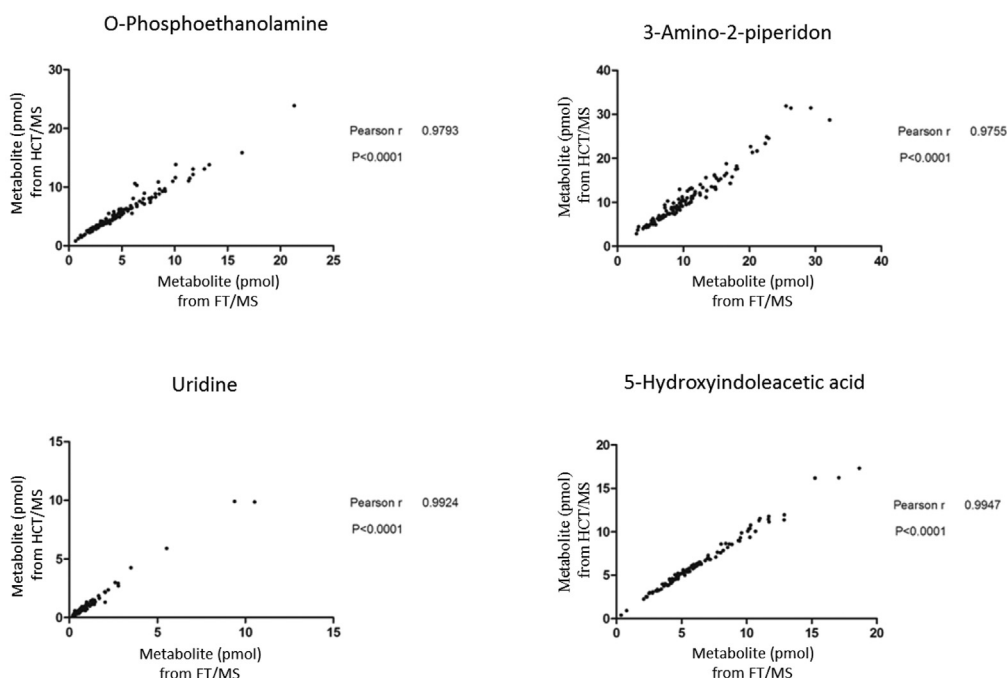 O-Phosphoethanolamine
30
20
10
0
0 5 10 15 20 25
Metabolite (pmol)
from HCT/MS
Metabolite (pmol)
from FT/MS
Pearson r 0.9793
P<0.0001
3-Amino-2-piperidon
40
30
20
10
0
0 10 20 30 40
Metabolite (pmol)
from HCT/MS
Metabolite (pmol)
from FT/MS
Pearson r 0.9755
P<0.0001
Uridine
15
10
5
0
0 5 10 15
Metabolite (pmol)
from HCT/MS
Metabolite (pmol)
from FT/MS
Pearson r 0.9924
P<0.0001
5-Hydroxyindoleacetic acid
20
15
10
5
0
0 5 10 15 20
Metabolite (pmol)
from HCT/MS
Metabolite (pmol)
from FT/MS
Pearson r 0.9947
P<0.0001